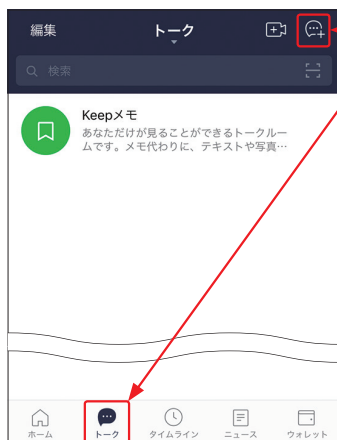 編集
トーク
検索
Keepメモ
あなただけが見ることができるトークルー
ムです。メモ代わりに、テキストや写真…
ホーム
トーク
タイムライン
ニュース
ウォレット